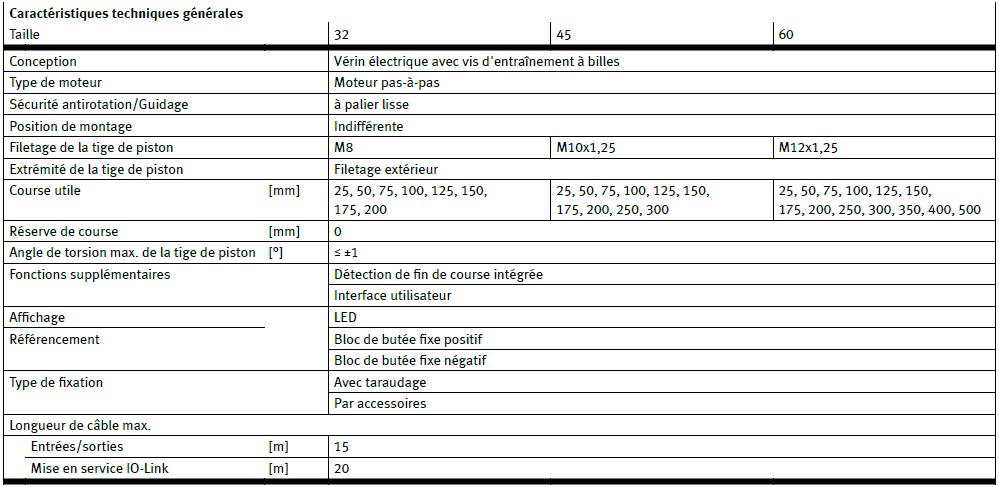 Caractéristiques techniques générales
Taille 32 45 60
Conception Vérin électrique avec vis d'entraînement à billes
Type de moteur Moteur pas-à-pas
Sécurité antirotation/Guidage à palier lisse
Position de montage Indifférente
Filetage de la tige de piston M8 M10x1,25 M12x1,25
Extrémité de la tige de piston Filetage extérieur
Course utile [mm] 25, 50, 75, 100, 125, 150, 25, 50, 75, 100, 125, 150, 25, 50, 75, 100, 125, 150,
175, 200 175, 200, 250, 300 175, 200, 250, 300, 350, 400, 500
Réserve de course [mm] 0
Angle de torsion max. de la tige de piston [°] ≤ ±1
Fonctions supplémentaires Détection de fin de course intégrée
Interface utilisateur
Affichage LED
Référencement Bloc de butée fixe positif
Bloc de butée fixe négatif
Type de fixation Avec taraudage
Par accessoires
Longueur de câble max.
Entrées/sorties [m] 15
Mise en service IO-Link [m] 20